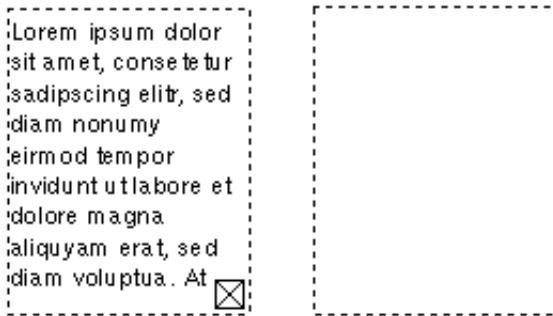 Lorem ipsum dolor
sit amet, consetetur
sadipscing elitr, sed
diam nonumy
eirmod tempor
invidunt ut labore et
dolore magna
aliquyam erat, sed
diam voluptua. At